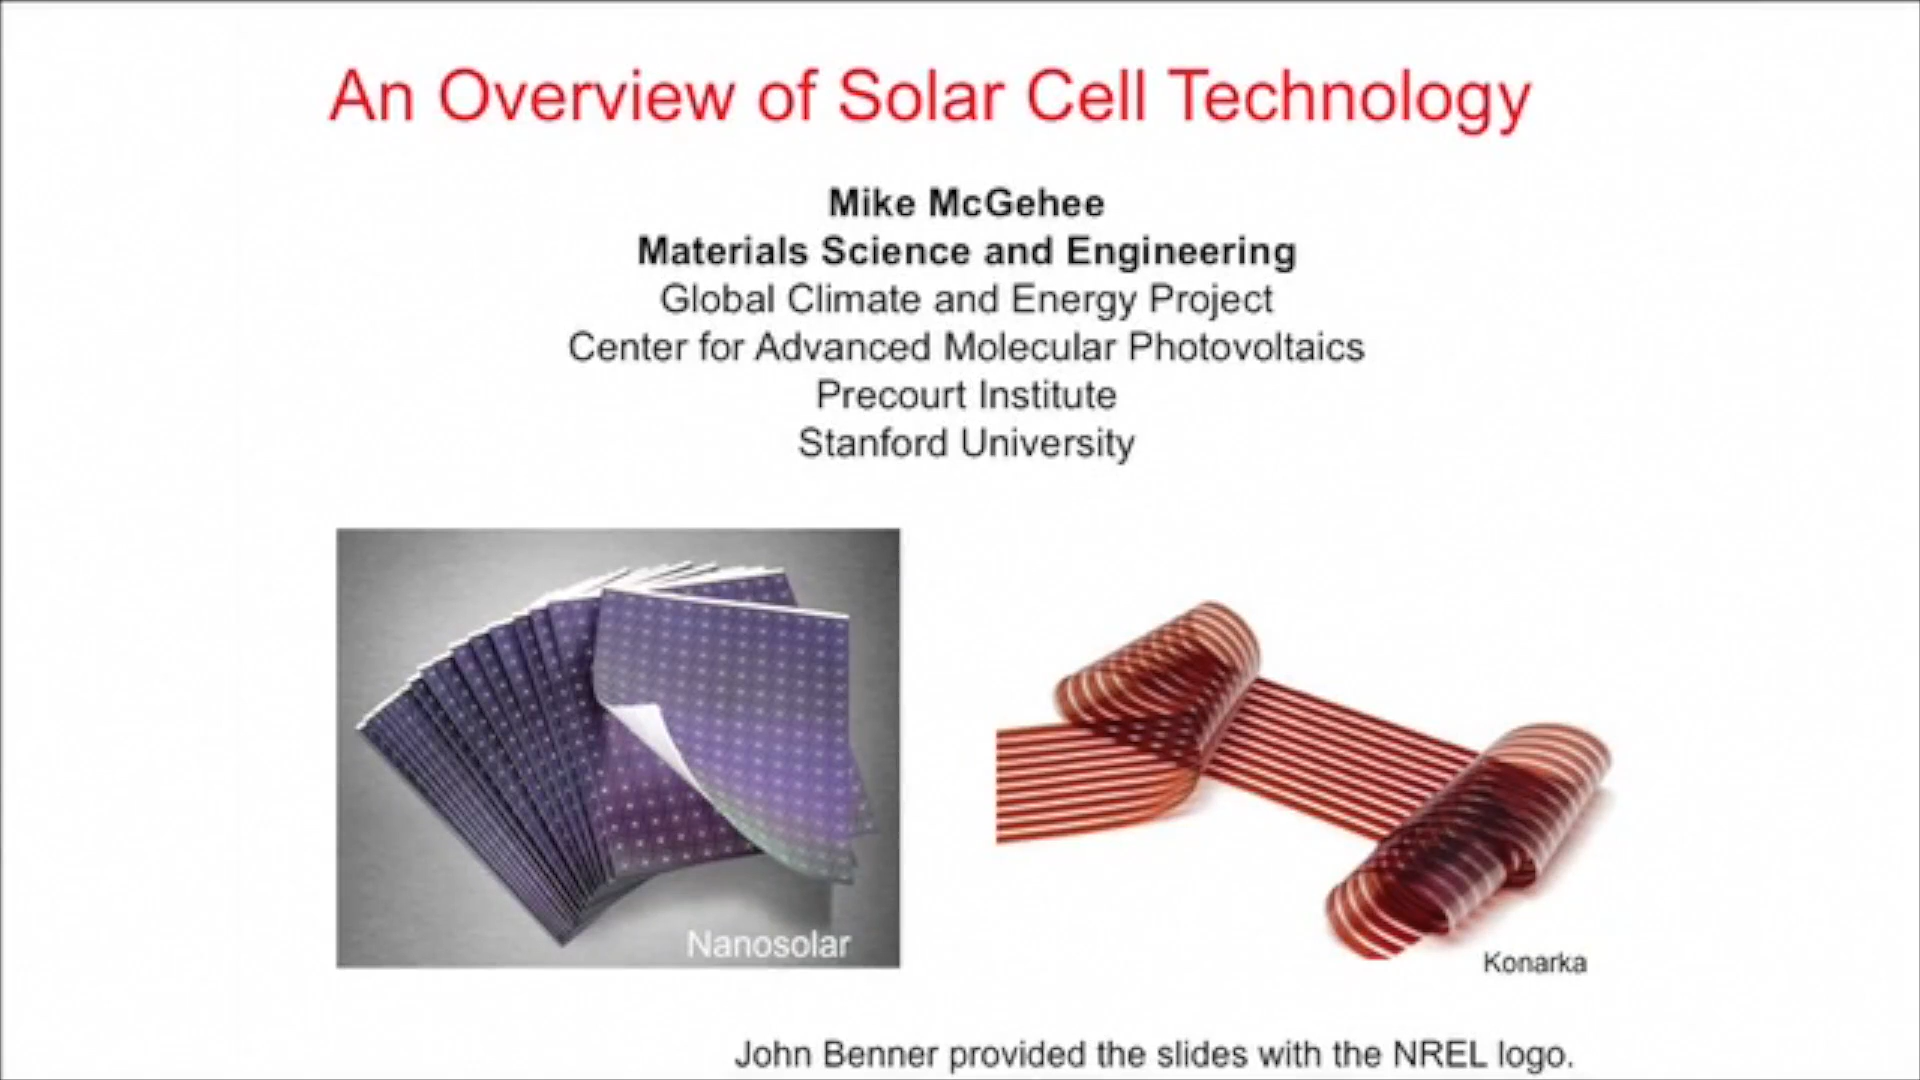 An Overview of Solar Cell Technology
Mike McGehee
Materials Science and Engineering
Global Climate and Energy Project
Center for Advanced Molecular Photovoltaics
Precourt Institute
Stanford University
Nanosolar
Konarka
John Benner provided the slides with the NREL logo.